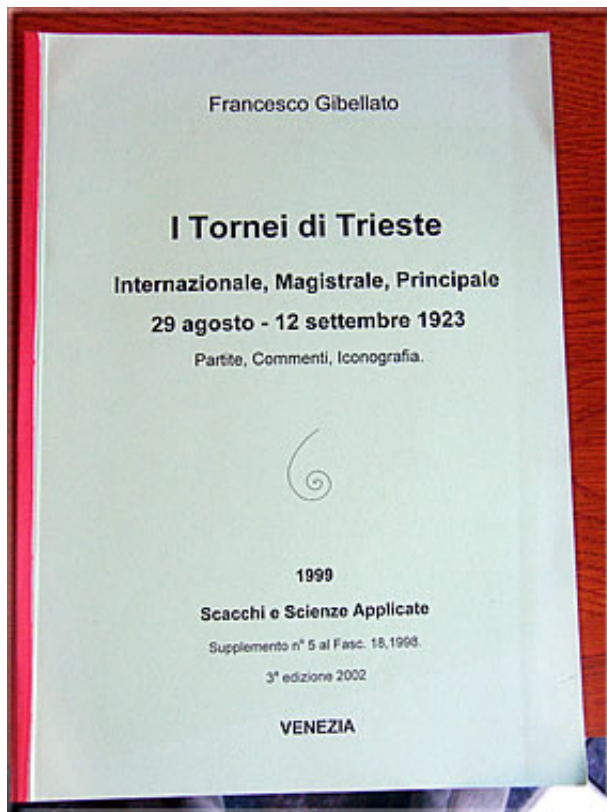 Francesco Gibellato
I Tornei di Trieste
Internazionale, Magistrale, Principale
29 agosto - 12 settembre 1923
Partite, Commenti, Iconografia.
1999
Scacchi e Scienze Applicate
Supplemento n° 5 al Fasc. 18,1998.
3ª edizione 2002
VENEZIA